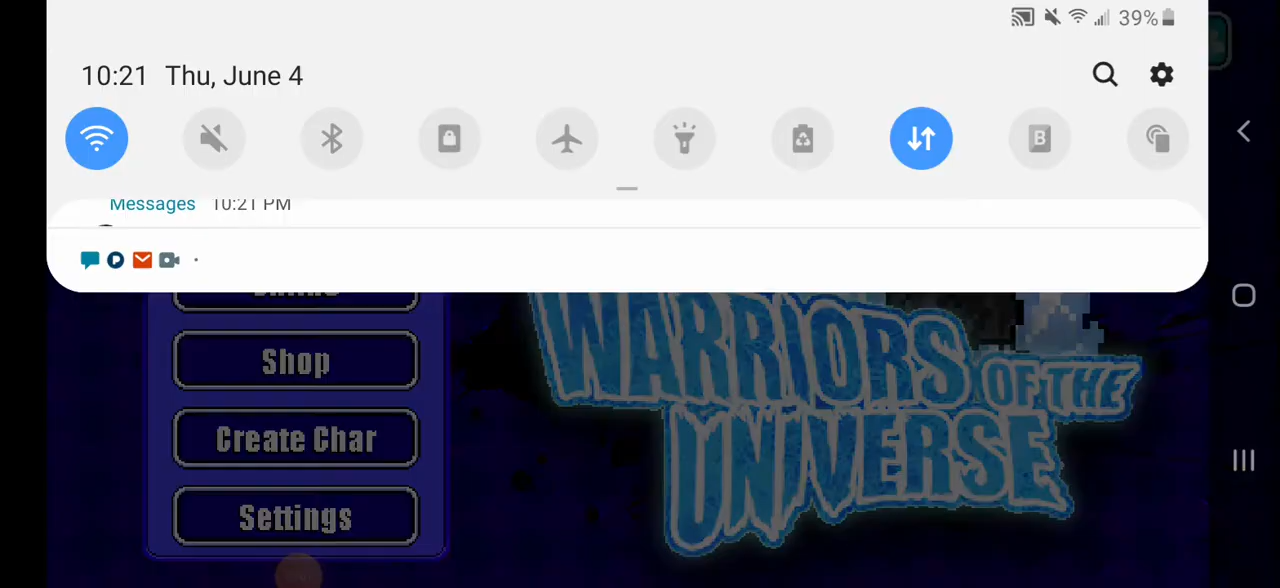 39%
10:21 Thu, June 4
B
Messages 10:21 PM
P
Shop
Create Char
Settings
WARRIORS OF THE
UNIVERSE